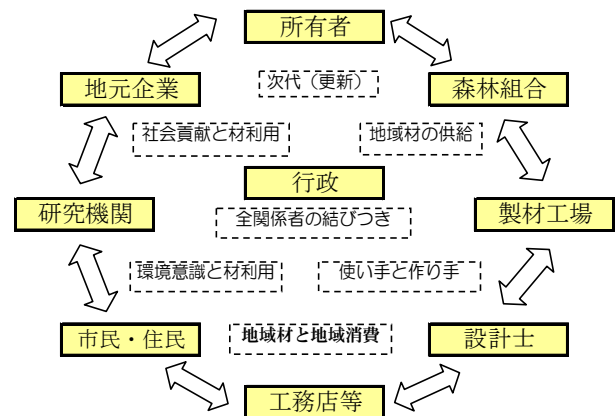 所有者
地元企業
次代（更新）
森林組合
社会貢献と材利用
地域材の供給
行政
研究機関
全関係者の結びつき
製材工場
環境意識と材利用
使い手と作り手
市民・住民
地域材と地域消費
設計士
工務店等